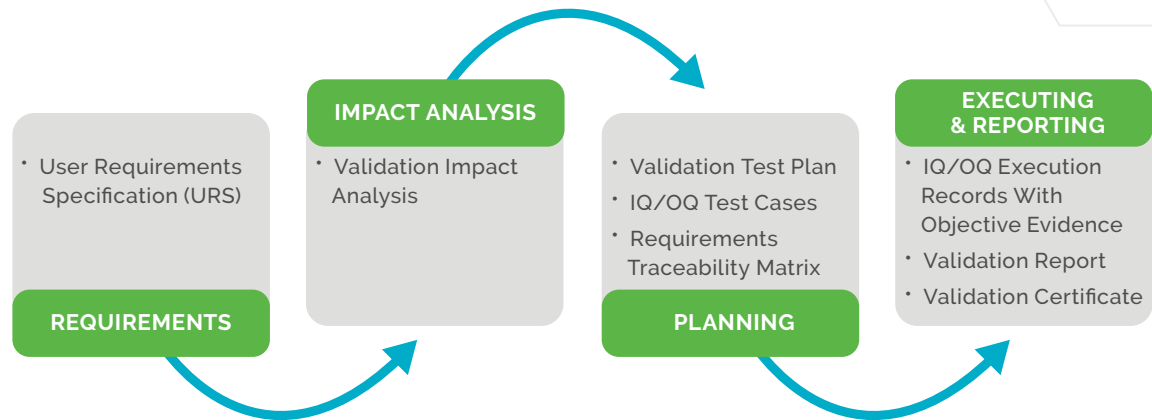 • User Requirements
Specification (URS)
REQUIREMENTS
IMPACT ANALYSIS
• Validation Impact
Analysis
• Validation Test Plan
• IQ/OQ Test Cases
• Requirements
Traceability Matrix
PLANNING
EXECUTING
& REPORTING
• IQ/OQ Execution
Records With
Objective Evidence
• Validation Report
• Validation Certificate